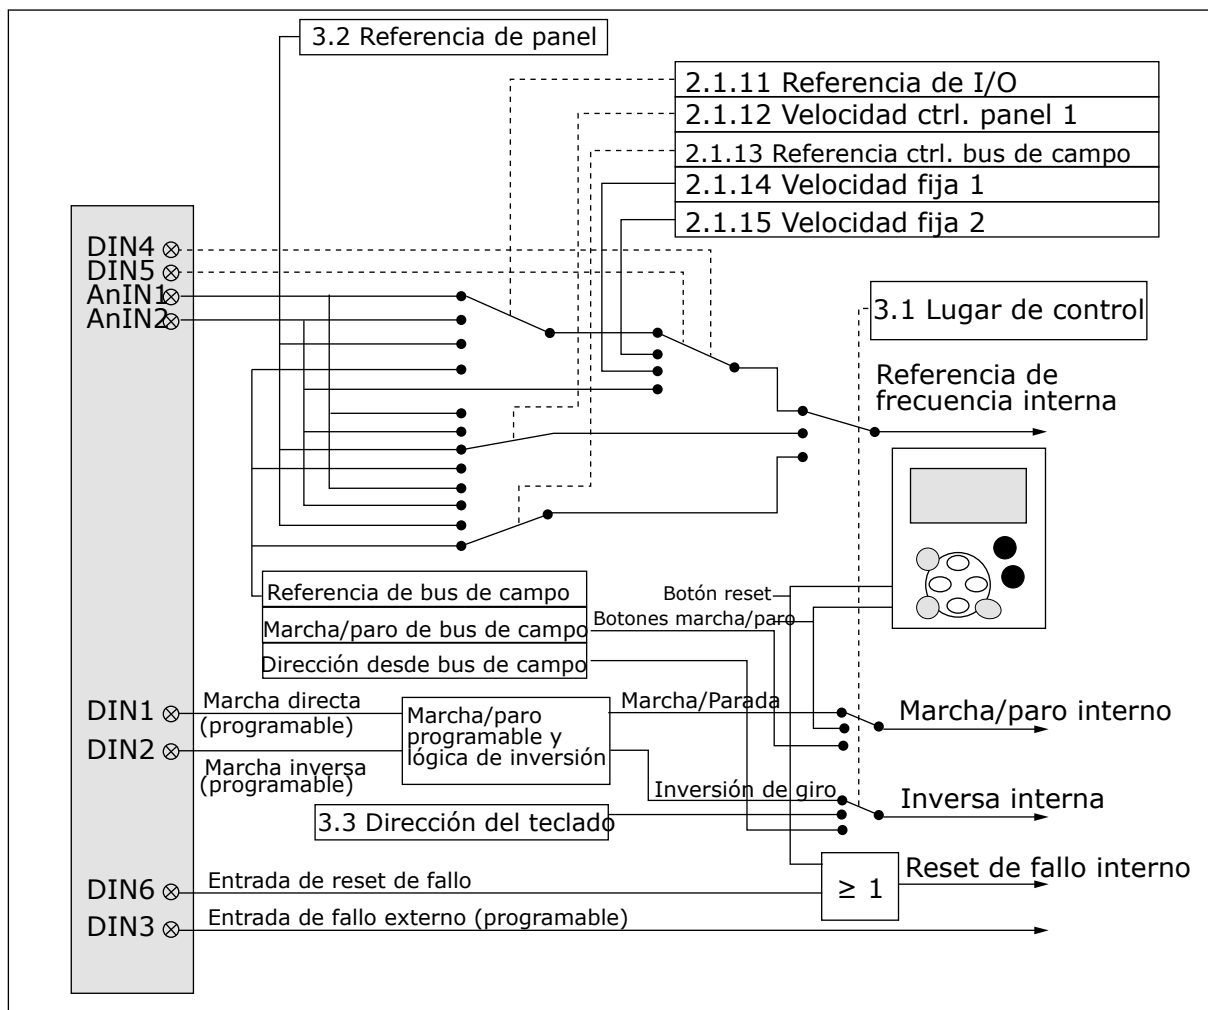 3.2 Referencia de panel
2.1.11 Referencia de I/O
2.1.12 Velocidad ctrl. panel 1
2.1.13 Referencia ctrl. bus de campo
2.1.14 Velocidad fija 1
2.1.15 Velocidad fija 2
DIN4
DIN5
AnIN1
AnIN2
3.1 Lugar de control
Referencia de
frecuencia interna
Referencia de bus de campo
Marcha/paro de bus de campo
Dirección desde bus de campo
Botón reset
Botones marcha/paro
DIN1
Marcha directa
(programable)
DIN2
Marcha inversa
(programable)
Marcha/paro
programable y
lógica de inversión
Marcha/Parada
Marcha/paro interno
Inversión de giro
Inversa interna
3.3 Dirección del teclado
DIN6
Entrada de reset de fallo
≥ 1
Reset de fallo interno
DIN3
Entrada de fallo externo (programable)